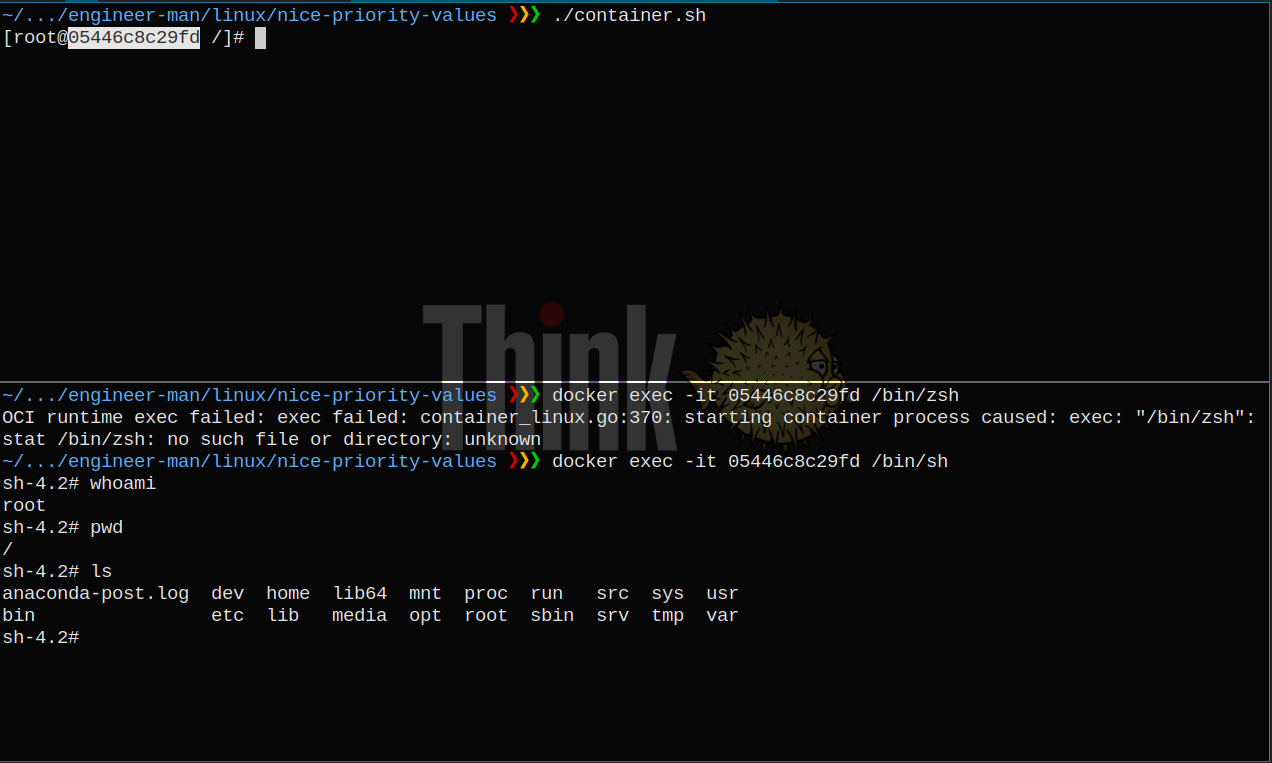 ~/.../engineer-man/linux/nice-priority-values ❯❯❯ ./container.sh
[root@05446c8c29fd /]#
Think
~/.../engineer-man/linux/nice-priority-values ❯❯❯ docker exec -it 05446c8c29fd /bin/zsh
OCI runtime exec failed: exec failed: container_linux.go:370: starting container process caused: exec: "/bin/zsh":
stat /bin/zsh: no such file or directory: unknown
~/.../engineer-man/linux/nice-priority-values ❯❯❯ docker exec -it 05446c8c29fd /bin/sh
sh-4.2# whoami
root
sh-4.2# pwd
/
sh-4.2# ls
anaconda-post.log  dev  home  lib64  mnt  proc  run   src  sys  usr
bin                etc  lib   media  opt  root  sbin  srv  tmp  var
sh-4.2#